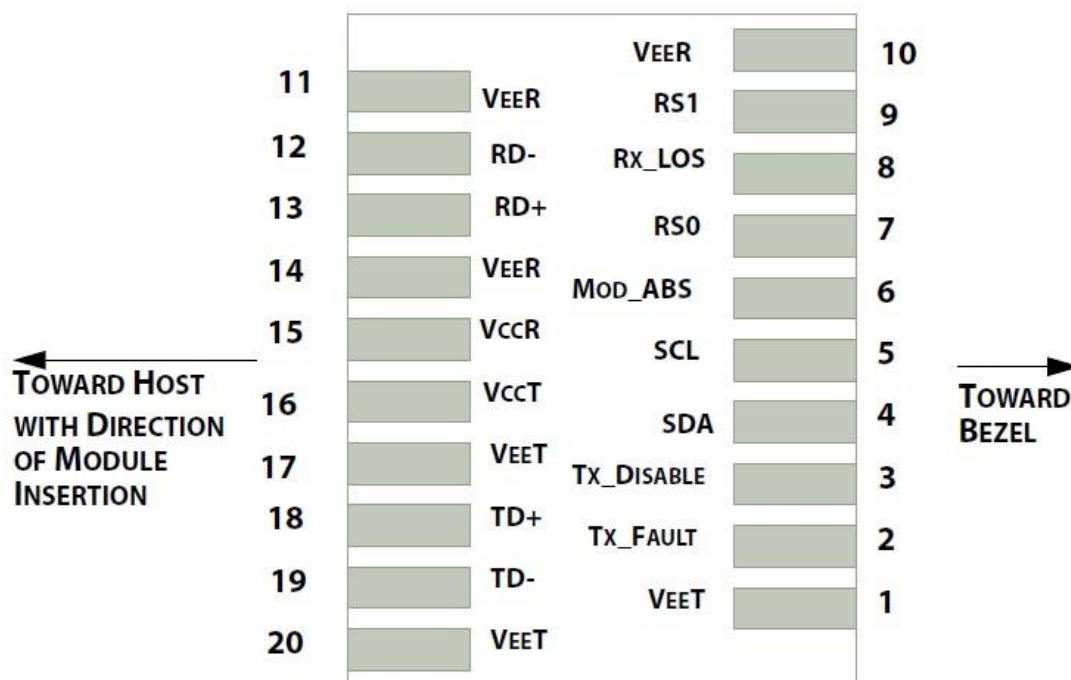 VEER 10
11 VEER
RS1 9
12 RD-
RX_LOS 8
13 RD+
RS0 7
14 VEER
MOD_ABS 6
15 VCCR
SCL 5
TOWARD HOST
WITH DIRECTION
OF MODULE
INSERTION
TOWARD
BEZEL
16 VCCT
SDA 4
17 VEET
TX_DISABLE 3
18 TD+
TX_FAULT 2
19 TD-
VEET 1
20 VEET